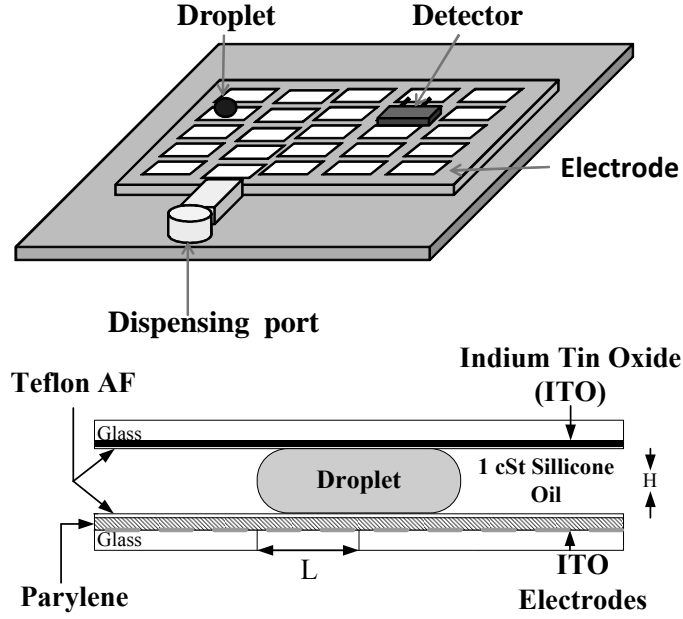 Droplet
Detector
Electrode
Dispensing port
Indium Tin Oxide
(ITO)
Teflon AF
Glass
Droplet
1 cSt Sillicone
Oil
H
Glass
L
Parylene
ITO
Electrodes